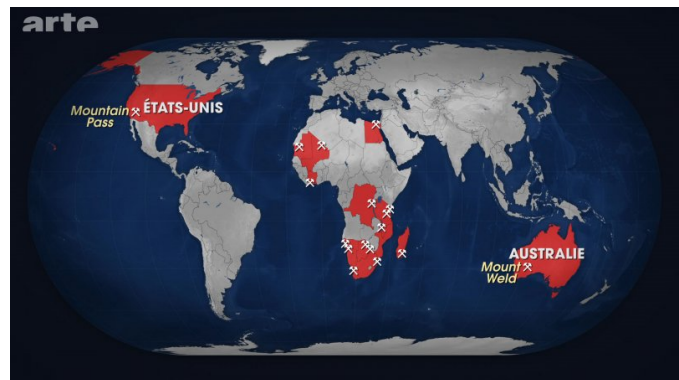 arte
Mountain
Pass
ÉTATS-UNIS
AUSTRALIE
Mount
Weld